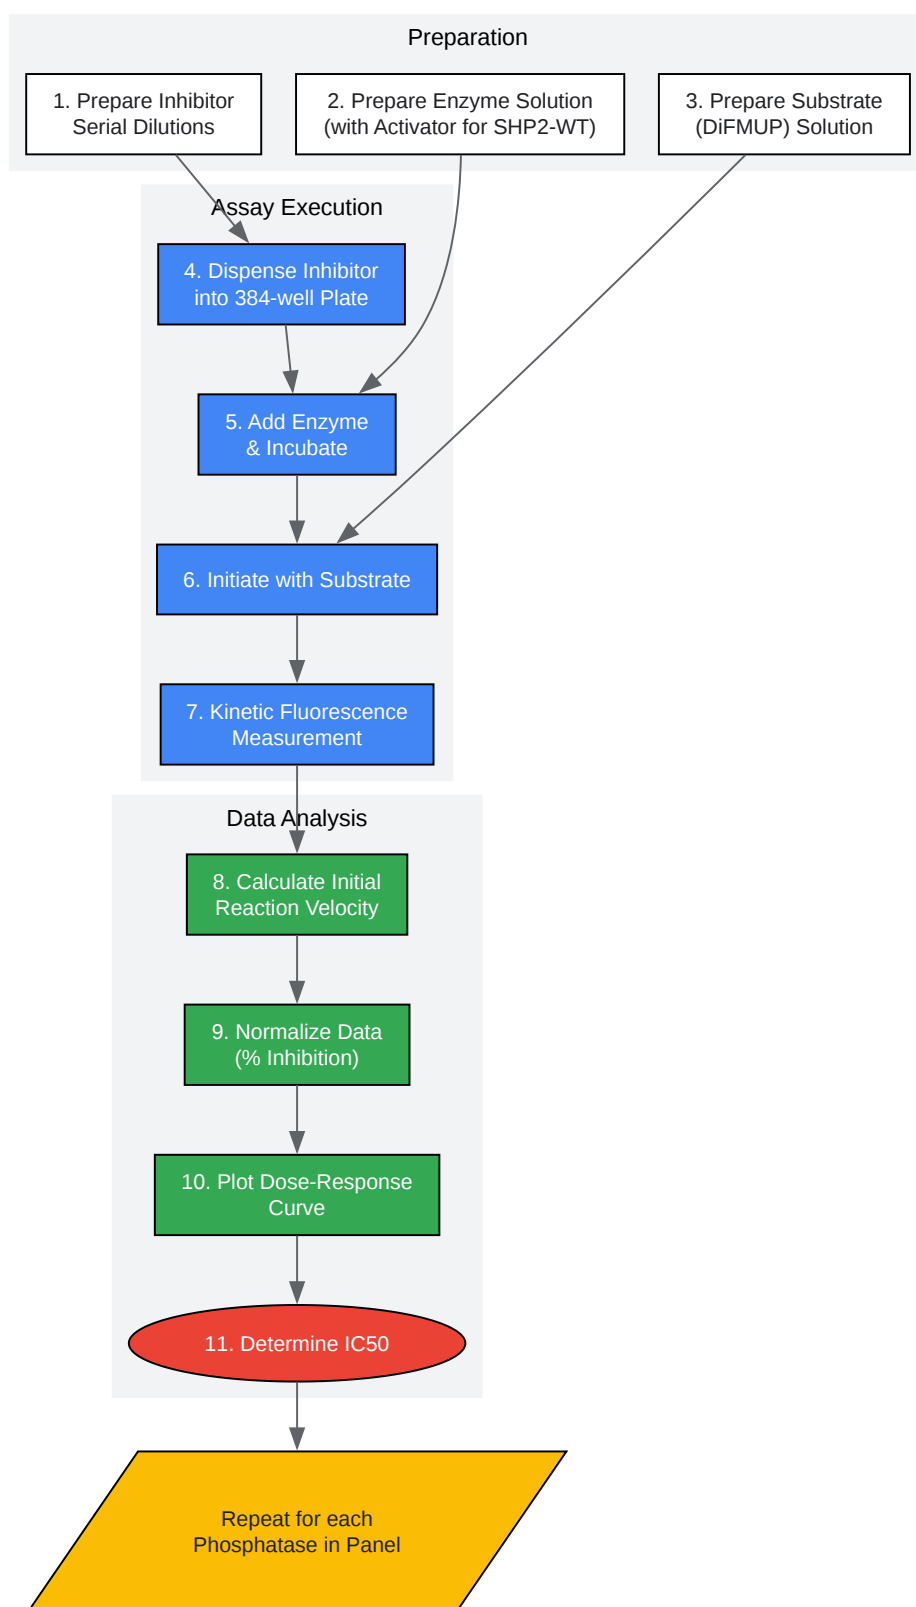 Preparation
1. Prepare Inhibitor
Serial Dilutions
2. Prepare Enzyme Solution
(with Activator for SHP2-WT)
3. Prepare Substrate
(DiFMUP) Solution
Assay Execution
4. Dispense Inhibitor
into 384-well Plate
5. Add Enzyme
& Incubate
6. Initiate with Substrate
7. Kinetic Fluorescence
Measurement
Data Analysis
8. Calculate Initial
Reaction Velocity
9. Normalize Data
(% Inhibition)
10. Plot Dose-Response
Curve
11. Determine IC50
Repeat for each
Phosphatase in Panel